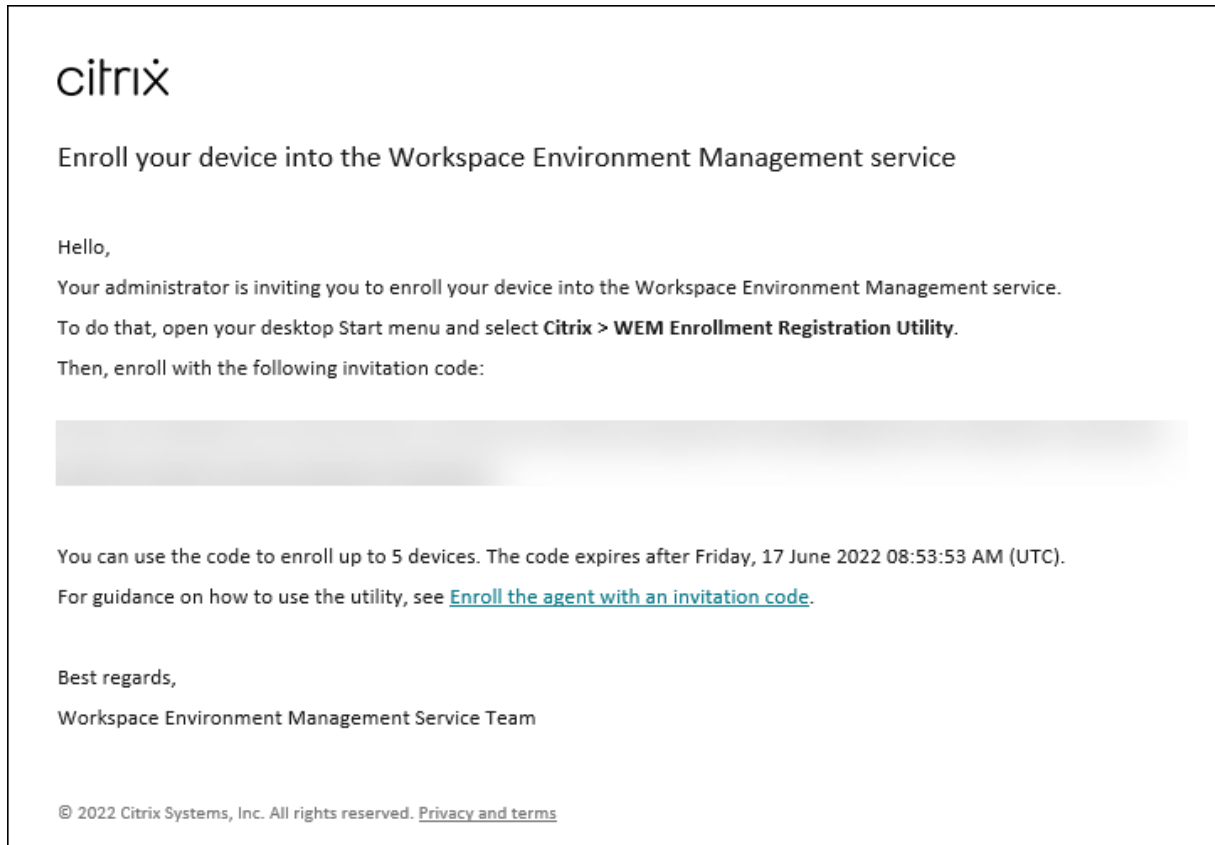 citrix
Enroll your device into the Workspace Environment Management service
Hello,
Your administrator is inviting you to enroll your device into the Workspace Environment Management service.
To do that, open your desktop Start menu and select Citrix > WEM Enrollment Registration Utility.
Then, enroll with the following invitation code:
You can use the code to enroll up to 5 devices. The code expires after Friday, 17 June 2022 08:53:53 AM (UTC).
For guidance on how to use the utility, see Enroll the agent with an invitation code.
Best regards,
Workspace Environment Management Service Team
© 2022 Citrix Systems, Inc. All rights reserved. Privacy and terms